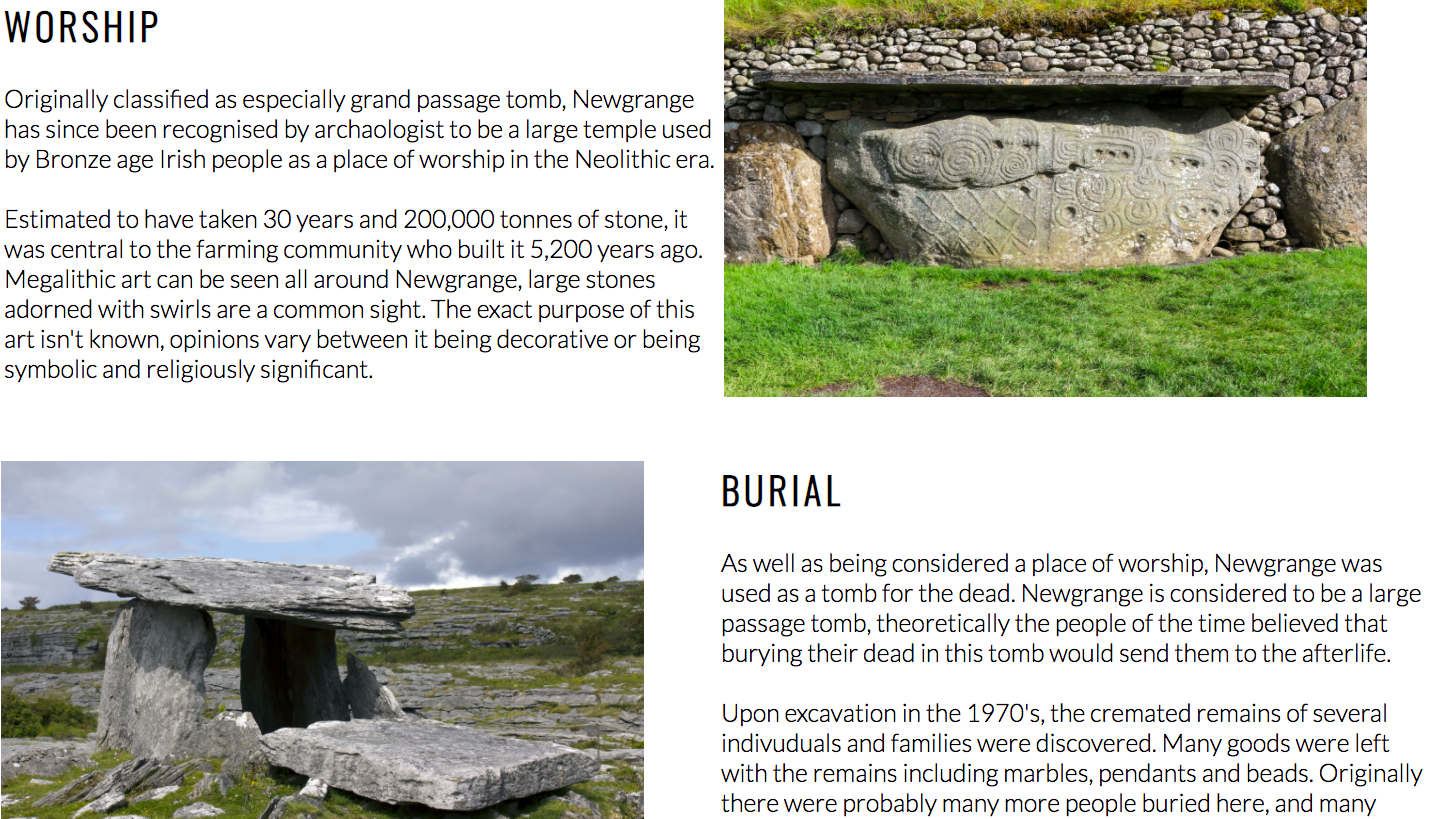 WORSHIP
Originally classified as especially grand passage tomb, Newgrange
has since been recognised by archaologist to be a large temple used
by Bronze age Irish people as a place of worship in the Neolithic era.
Estimated to have taken 30 years and 200,000 tonnes of stone, it
was central to the farming community who built it 5,200 years ago.
Megalithic art can be seen all around Newgrange, large stones
adorned with swirls are a common sight. The exact purpose of this
art isn't known, opinions vary between it being decorative or being
symbolic and religiously significant.
BURIAL
As well as being considered a place of worship, Newgrange was
used as a tomb for the dead. Newgrange is considered to be a large
passage tomb, theoretically the people of the time believed that
burying their dead in this tomb would send them to the afterlife.
Upon excavation in the 1970's, the cremated remains of several
indivuduals and families were discovered. Many goods were left
with the remains including marbles, pendants and beads. Originally
there were probably many more people buried here, and many